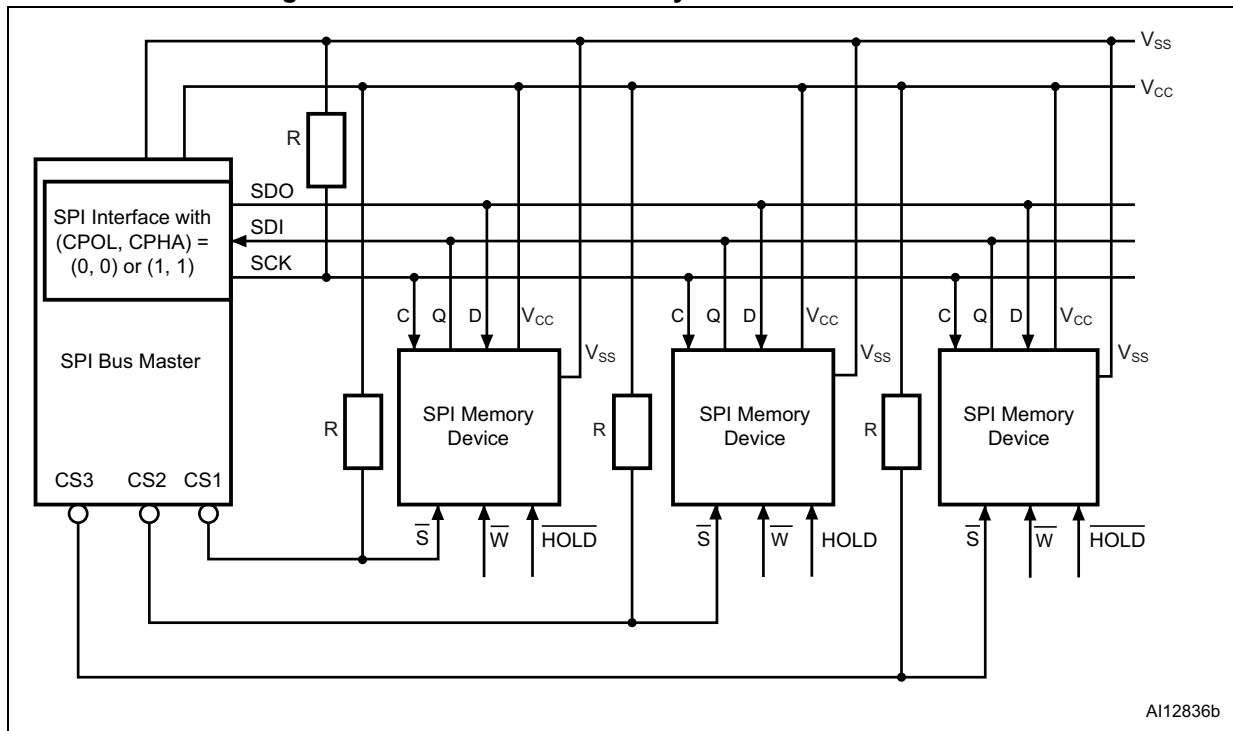 VSS
VCC
R
SDO
SPI Interface with
(CPOL, CPHA) =
(0, 0) or (1, 1)
SDI
SCK
C Q D VCC
C Q D VCC
C Q D VCC
VSS
VSS
VSS
SPI Bus Master
R
SPI Memory
Device
R
SPI Memory
Device
R
SPI Memory
Device
CS3 CS2 CS1
S̅ W̅ H̅O̅L̅D̅
S̅ W̅ HOLD
S̅ W̅ H̅O̅L̅D̅
AI12836b